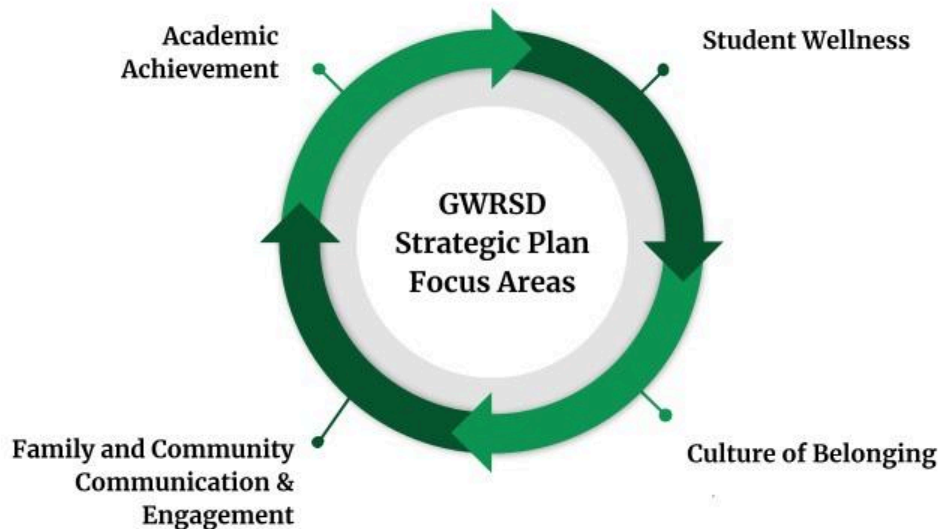 Academic
Achievement
Student Wellness
GWRSD
Strategic Plan
Focus Areas
Family and Community
Communication &
Engagement
Culture of Belonging